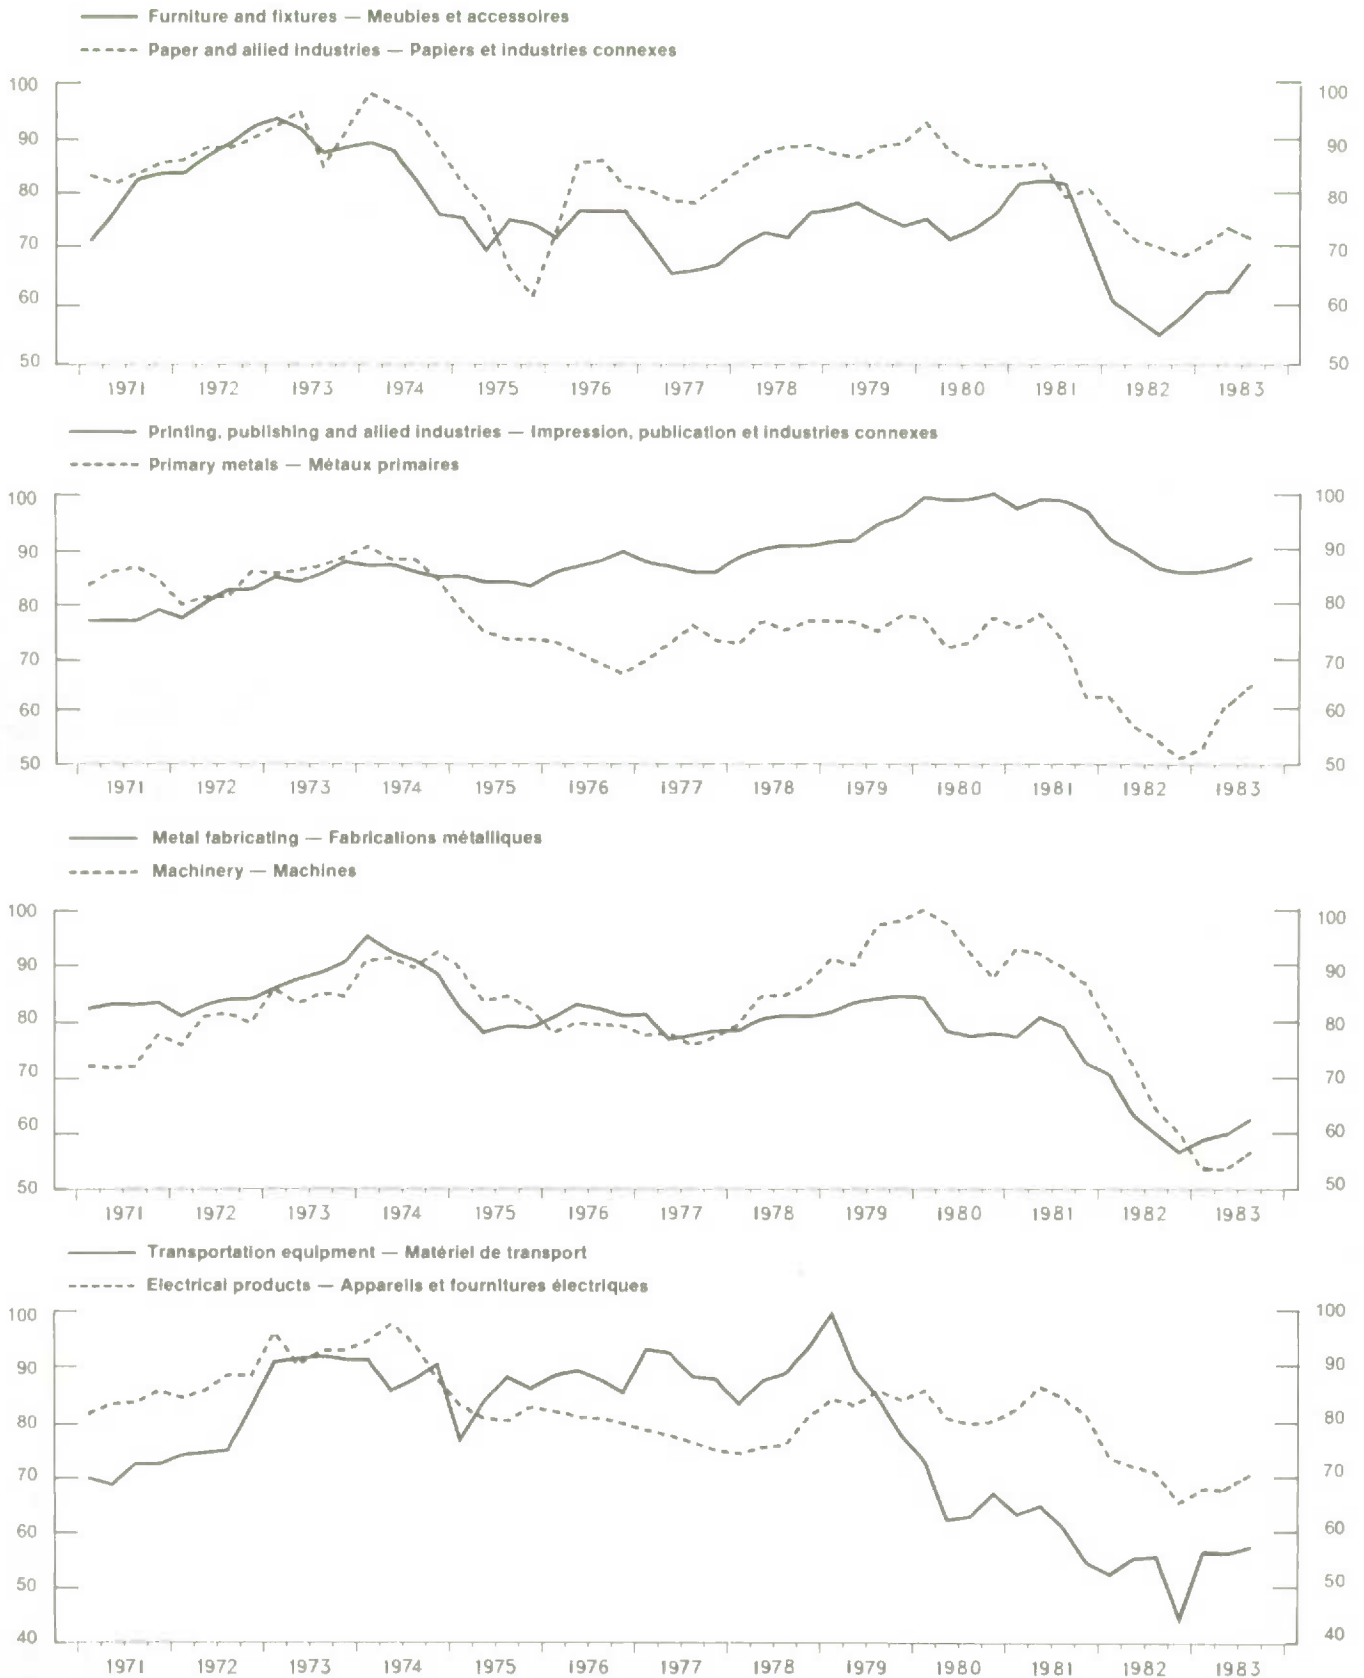 Furniture and fixtures — Meubles et accessoires
Paper and allied industries — Papiers et industries connexes
100 100
90 90
80 80
70 70
60 60
50 50
1971 1972 1973 1974 1975 1976 1977 1978 1979 1980 1981 1982 1983
Printing, publishing and allied industries — Impression, publication et industries connexes
Primary metals — Métaux primaires
100 100
90 90
80 80
70 70
60 60
50 50
1971 1972 1973 1974 1975 1976 1977 1978 1979 1980 1981 1982 1983
Metal fabricating — Fabrications métalliques
Machinery — Machines
100 100
90 90
80 80
70 70
60 60
50 50
1971 1972 1973 1974 1975 1976 1977 1978 1979 1980 1981 1982 1983
Transportation equipment — Matériel de transport
Electrical products — Appareils et fournitures électriques
100 100
90 90
80 80
70 70
60 60
50 50
40 40
1971 1972 1973 1974 1975 1976 1977 1978 1979 1980 1981 1982 1983